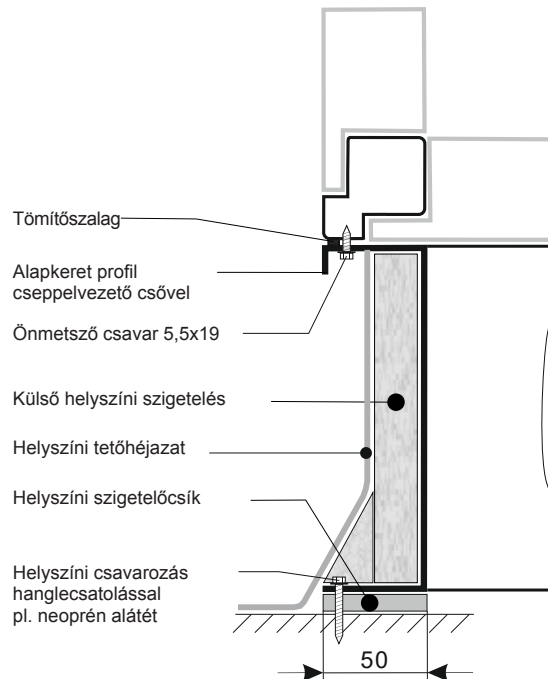 Tömítőszalag
Alapkeret profil
cseppelvezető csővel
Önmetsző csavar 5,5x19
Külső helyszíni szigetelés
Helyszíni tetőhéjazat
Helyszíni szigetelőcsík
Helyszíni csavarozás
hanglecsatolással
pl. neoprén alátét
50